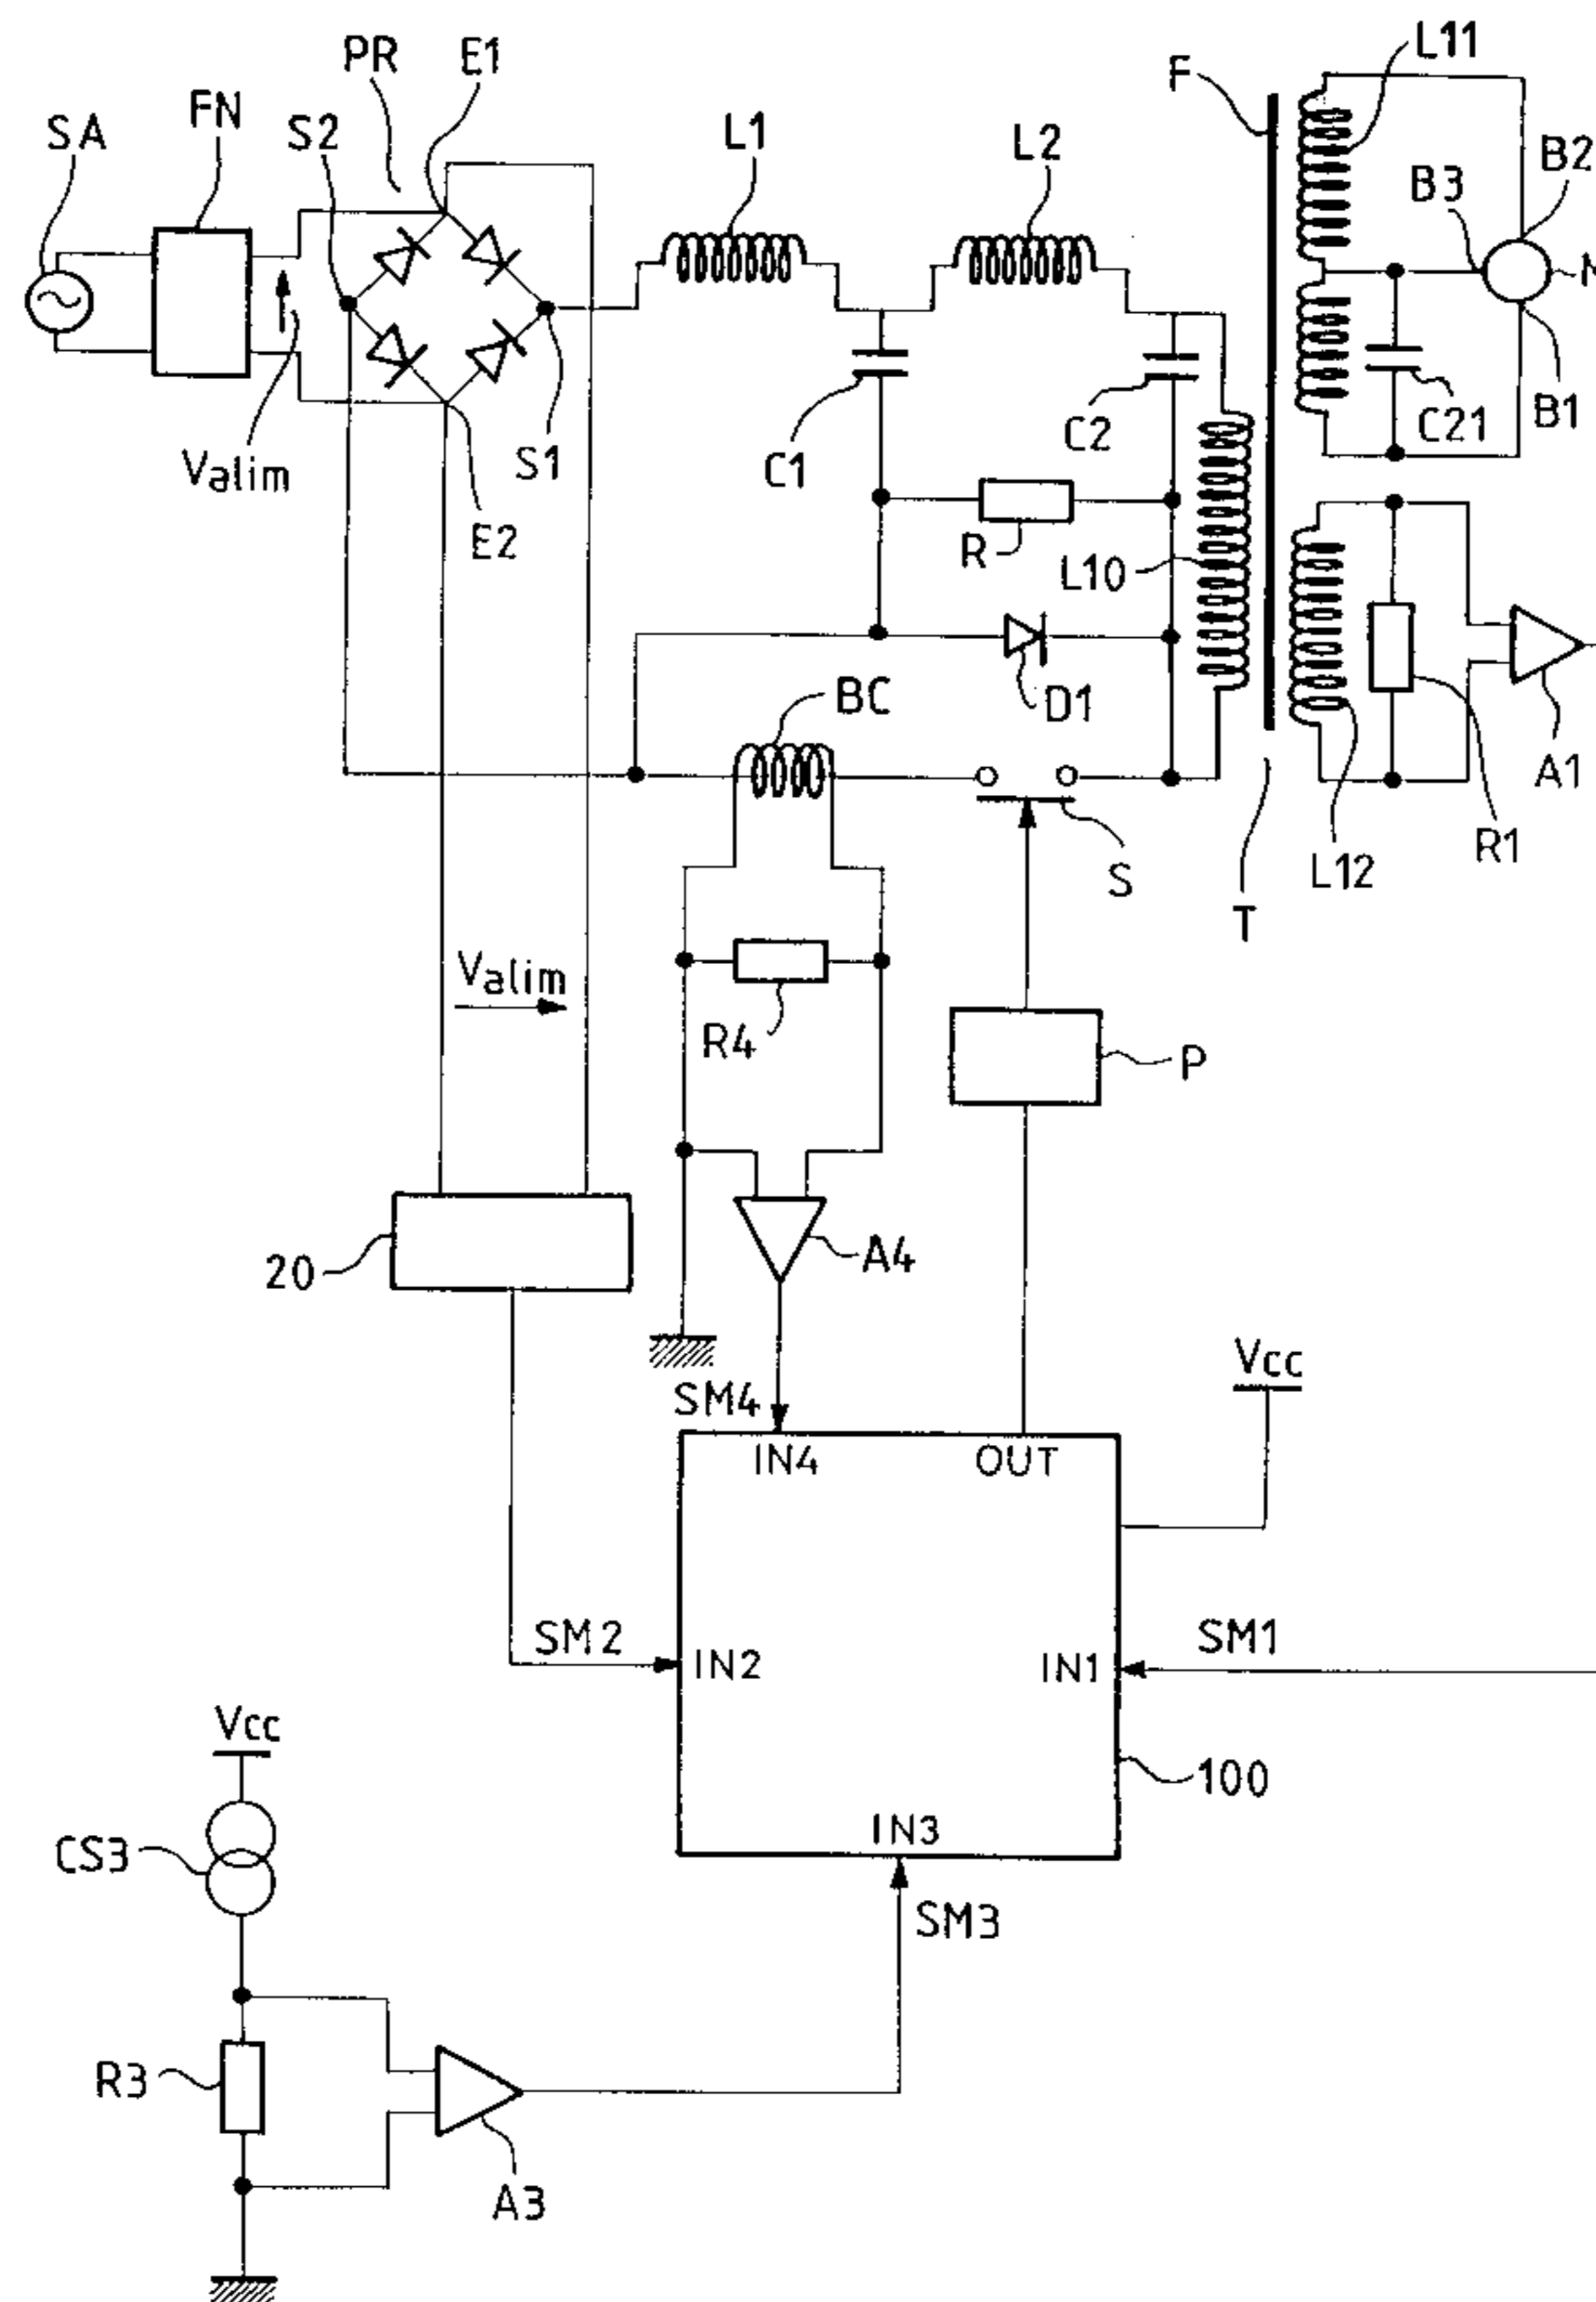 L11
PR
E1
F
FN
SA
S2
L1
L2
B2
B3
C21
B1
C2
C1
S1
Valim
E2
R
L10
BC
D1
A1
R1
S
L12
T
Valim
R4
P
A4
20
Vcc
SM4
IN4
OUT
SM2
SM1
IN2
IN1
Vcc
100
IN3
CS3
SM3
R3
A3